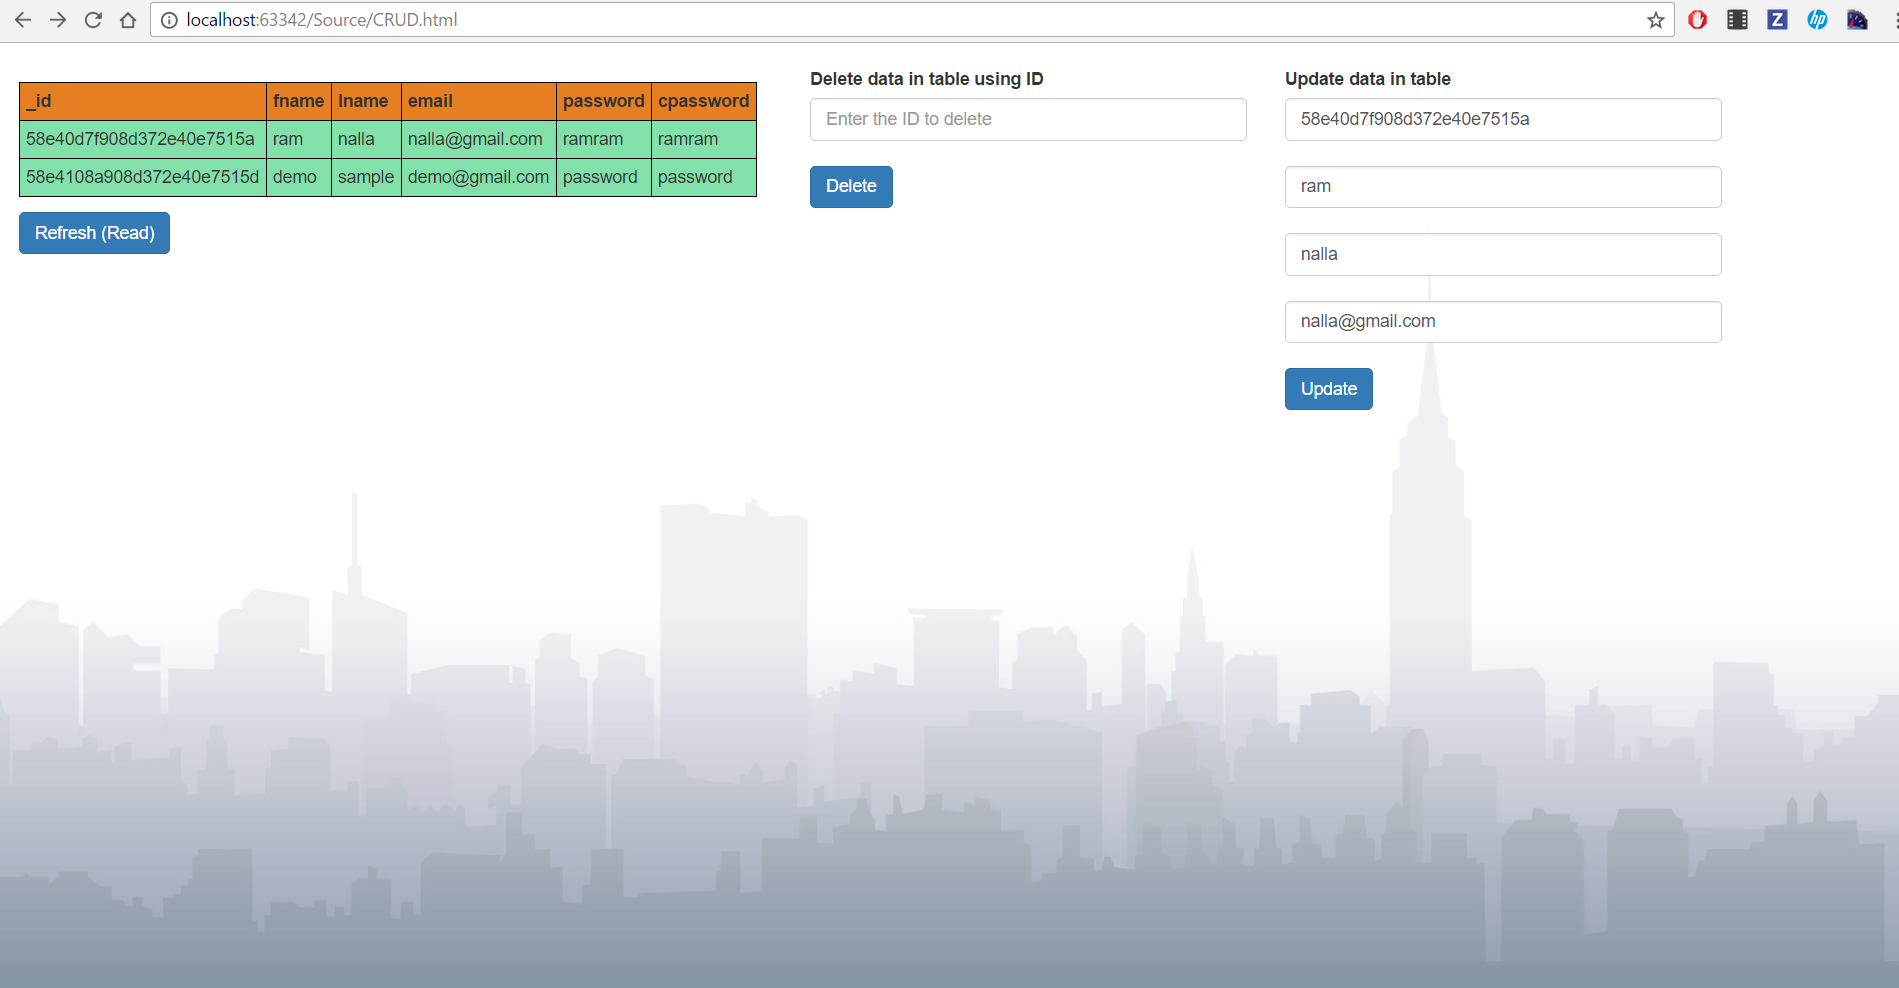 localhost:63342/Source/CRUD.html
Z hp
_id fname lname email password cpassword
58e40d7f908d372e40e7515a ram nalla nalla@gmail.com ramram ramram
58e4108a908d372e40e7515d demo sample demo@gmail.com password password
Refresh (Read)
Delete data in table using ID
Enter the ID to delete
Delete
Update data in table
58e40d7f908d372e40e7515a
ram
nalla
nalla@gmail.com
Update